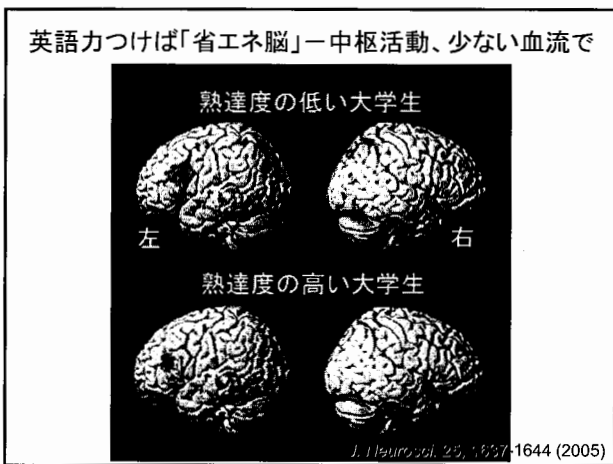 英語力つけば「省エネ脳」－中枢活動、少ない血流で
熟達度の低い大学生
左 右
熟達度の高い大学生
J. Neurosci. 25, 1637-1644 (2005)